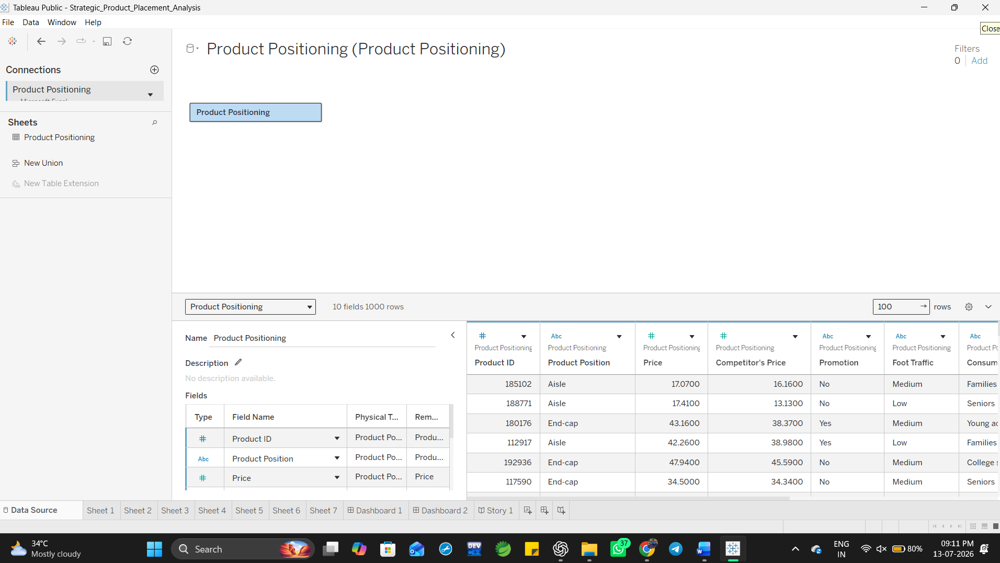 Tableau Public - Strategic_Product_Placement_Analysis
File Data Window Help
Close
Connections
Product Positioning
Microsoft Excel
Sheets
Product Positioning
New Union
New Table Extension
Product Positioning (Product Positioning)
Filters
0 Add
Product Positioning
Product Positioning 10 fields 1000 rows 100 rows
Name Product Positioning
Description
No description available.
Fields
Type Field Name Physical T... Rem...
# Product ID Product Po... Produ...
Abc Product Position Product Po... Produ...
# Price Product Po... Price
# Abc # # Abc Abc Abc
Product Positioning Product Positioning Product Positioning Product Positioning Product Positioning Product Positioning Product Po
Product ID Product Position Price Competitor's Price Promotion Foot Traffic Consum
185102 Aisle 17.0700 16.1600 No Medium Families
188771 Aisle 17.4100 13.1300 No Low Seniors
180176 End-cap 43.1600 38.3700 Yes Medium Young ad
112917 Aisle 42.2600 38.9800 Yes Low Families
192936 End-cap 47.9400 45.5900 No Medium College s
117590 End-cap 34.5000 34.3400 No Medium Seniors
Data Source Sheet 1 Sheet 2 Sheet 3 Sheet 4 Sheet 5 Sheet 6 Sheet 7 Dashboard 1 Dashboard 2 Story 1
34°C
Mostly cloudy
Search
DEV
C++
37
ENG
IN
80%
09:11 PM
13-07-2026